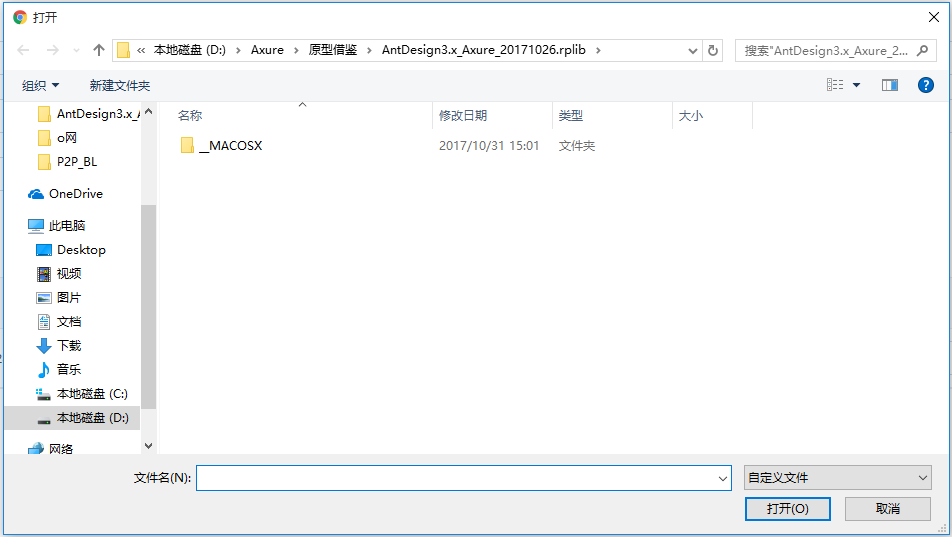 打开
« 本地磁盘 (D:) › Axure › 原型借鉴 › AntDesign3.x_Axure_20171026.rplib ›
搜索"AntDesign3.x_Axure_2...
组织 新建文件夹
AntDesign3.x_A
o网
P2P_BL
OneDrive
此电脑
Desktop
视频
图片
文档
下载
音乐
本地磁盘 (C:)
本地磁盘 (D:)
网络
名称 修改日期 类型 大小
__MACOSX 2017/10/31 15:01 文件夹
文件名(N): 自定义文件
打开(O) 取消